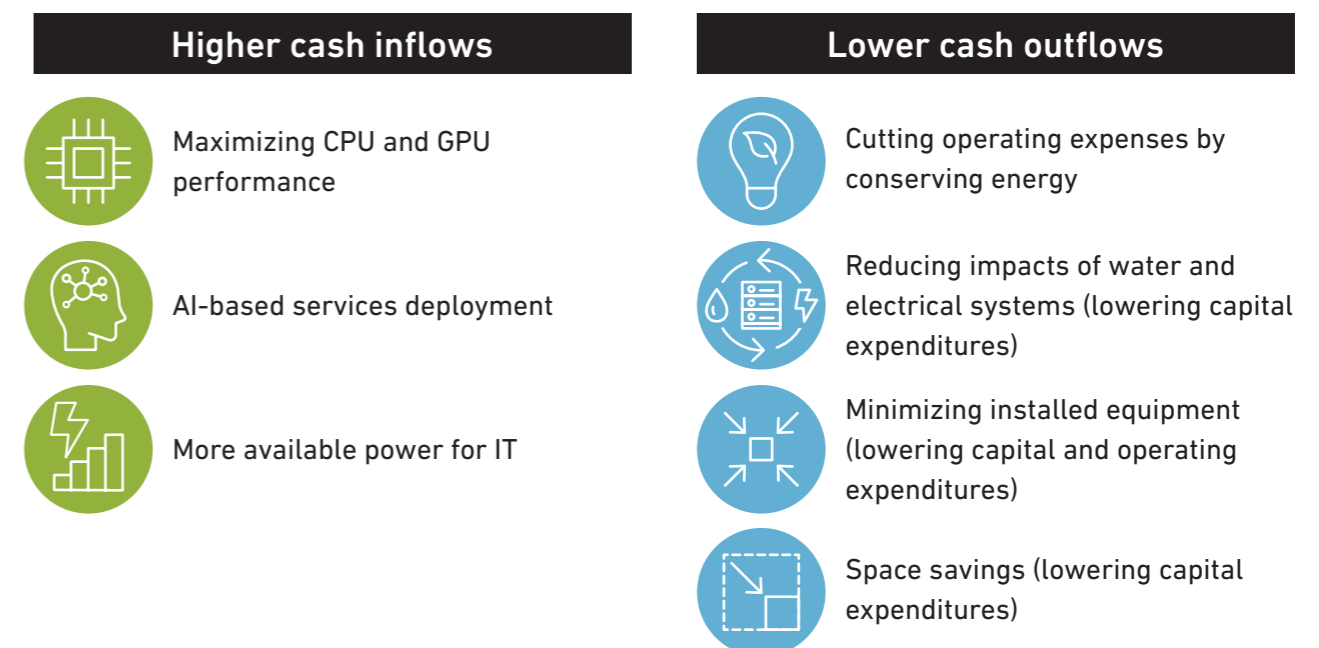 Higher cash inflows
Maximizing CPU and GPU
performance
AI-based services deployment
More available power for IT
Lower cash outflows
Cutting operating expenses by
conserving energy
Reducing impacts of water and
electrical systems (lowering capital
expenditures)
Minimizing installed equipment
(lowering capital and operating
expenditures)
Space savings (lowering capital
expenditures)